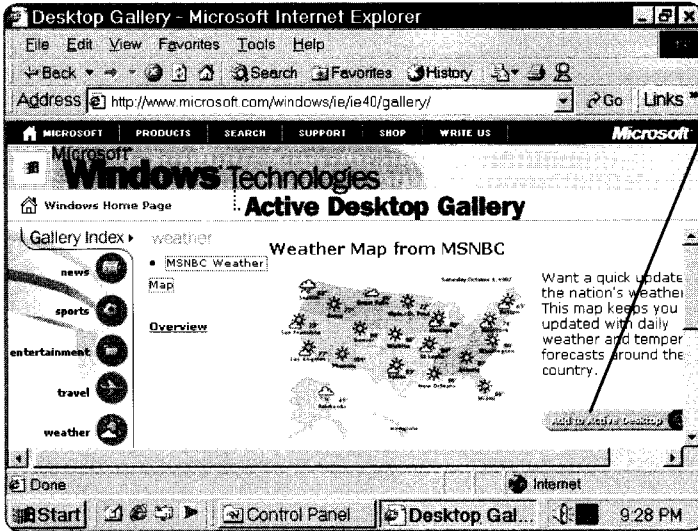 Desktop Gallery - Microsoft Internet Explorer
File Edit View Favorites Tools Help
Back Search Favorites History
Address http://www.microsoft.com/windows/ie/ie40/gallery/ Go Links
MICROSOFT PRODUCTS SEARCH SUPPORT SHOP WRITE US Microsoft
Microsoft
Windows Technologies
Windows Home Page Active Desktop Gallery
Gallery Index
news
sports
entertainment
travel
weather
weather
MSNBC Weather
Map
Overview
Weather Map from MSNBC
Want a quick update
the nation's weather
This map keeps you
updated with daily
weather and temper
forecasts around the
country.
Add to Active Desktop
Done Internet
Start Control Panel Desktop Gal... 9:28 PM